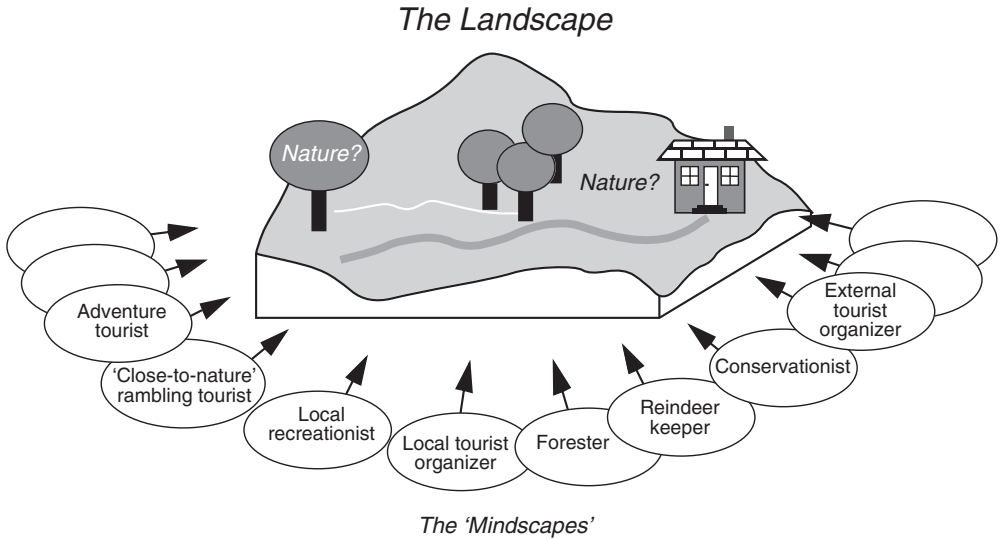 The Landscape
Nature?
Nature?
Adventure
tourist
'Close-to-nature'
rambling tourist
Local
recreationist
Local tourist
organizer
Forester
Reindeer
keeper
Conservationist
External
tourist
organizer
The 'Mindscapes'